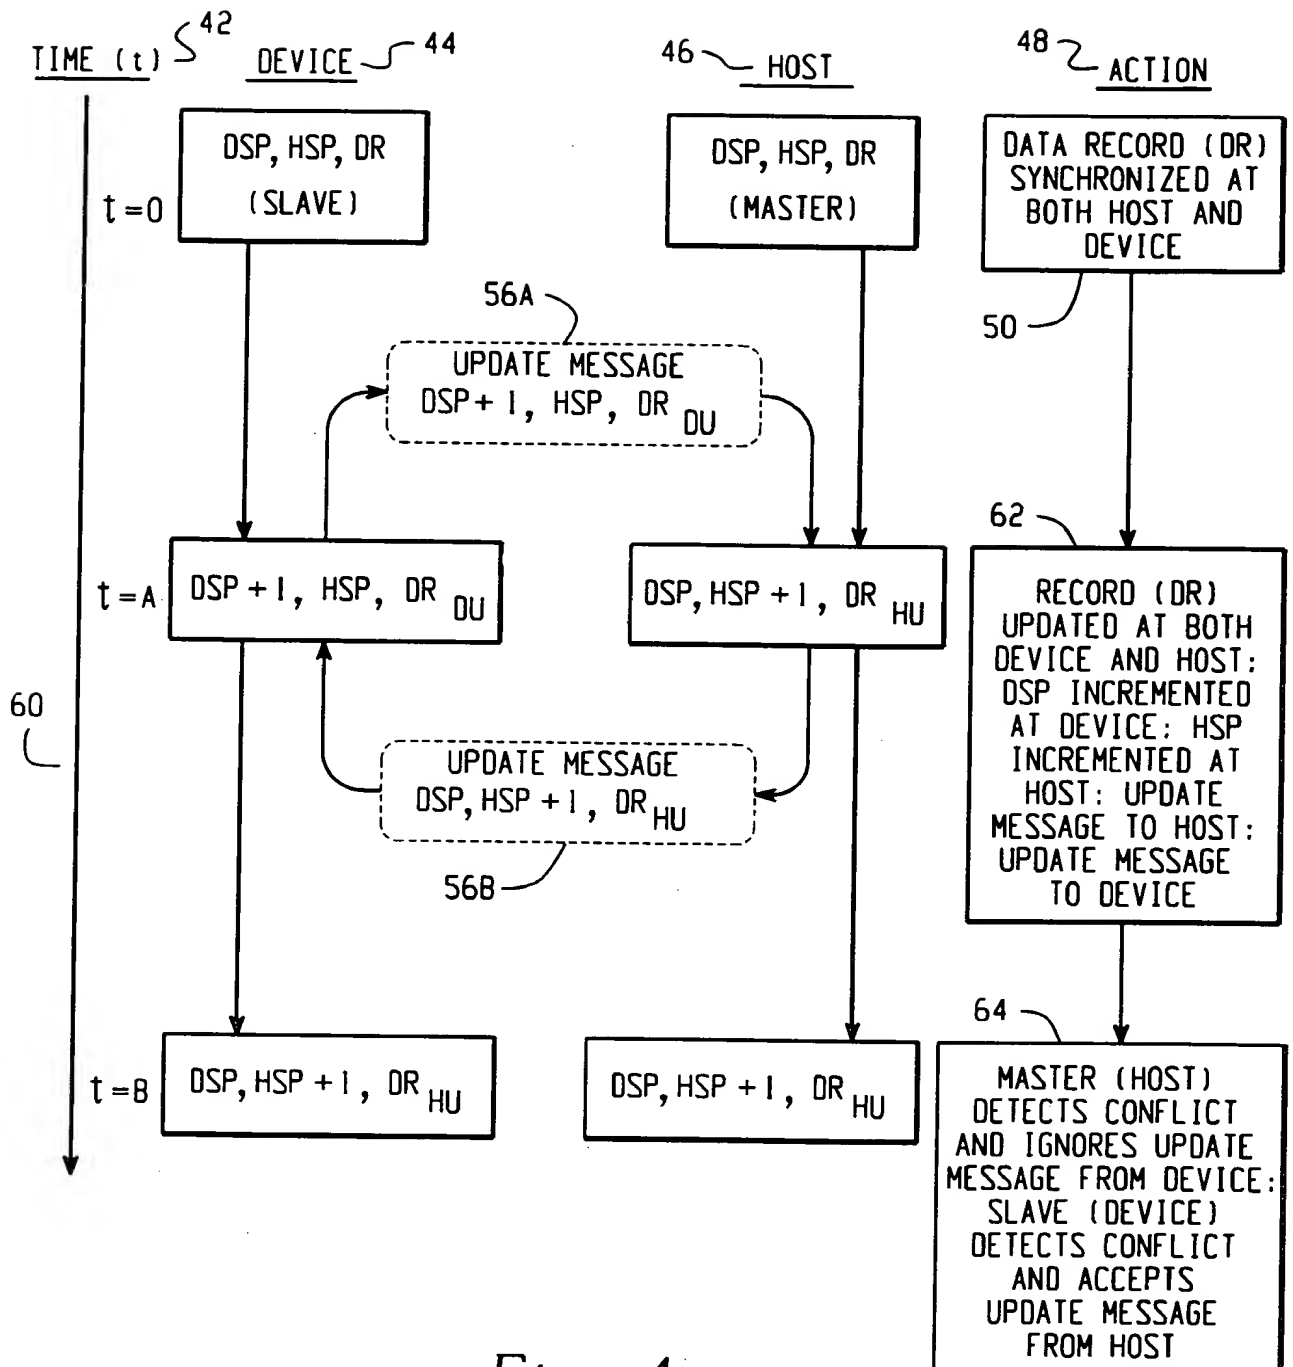 TIME (t)
42
DEVICE
44
46
HOST
48
ACTION
t=0
DSP, HSP, DR
(SLAVE)
DSP, HSP, DR
(MASTER)
DATA RECORD (DR)
SYNCHRONIZED AT
BOTH HOST AND
DEVICE
50
56A
UPDATE MESSAGE
DSP+1, HSP, DR DU
t=A
DSP+1, HSP, DR DU
DSP, HSP+1, DR HU
62
RECORD (DR)
UPDATED AT BOTH
DEVICE AND HOST:
DSP INCREMENTED
AT DEVICE: HSP
INCREMENTED AT
HOST: UPDATE
MESSAGE TO HOST:
UPDATE MESSAGE
TO DEVICE
60
UPDATE MESSAGE
DSP, HSP+1, DR HU
56B
t=B
DSP, HSP+1, DR HU
DSP, HSP+1, DR HU
64
MASTER (HOST)
DETECTS CONFLICT
AND IGNORES UPDATE
MESSAGE FROM DEVICE:
SLAVE (DEVICE)
DETECTS CONFLICT
AND ACCEPTS
UPDATE MESSAGE
FROM HOST